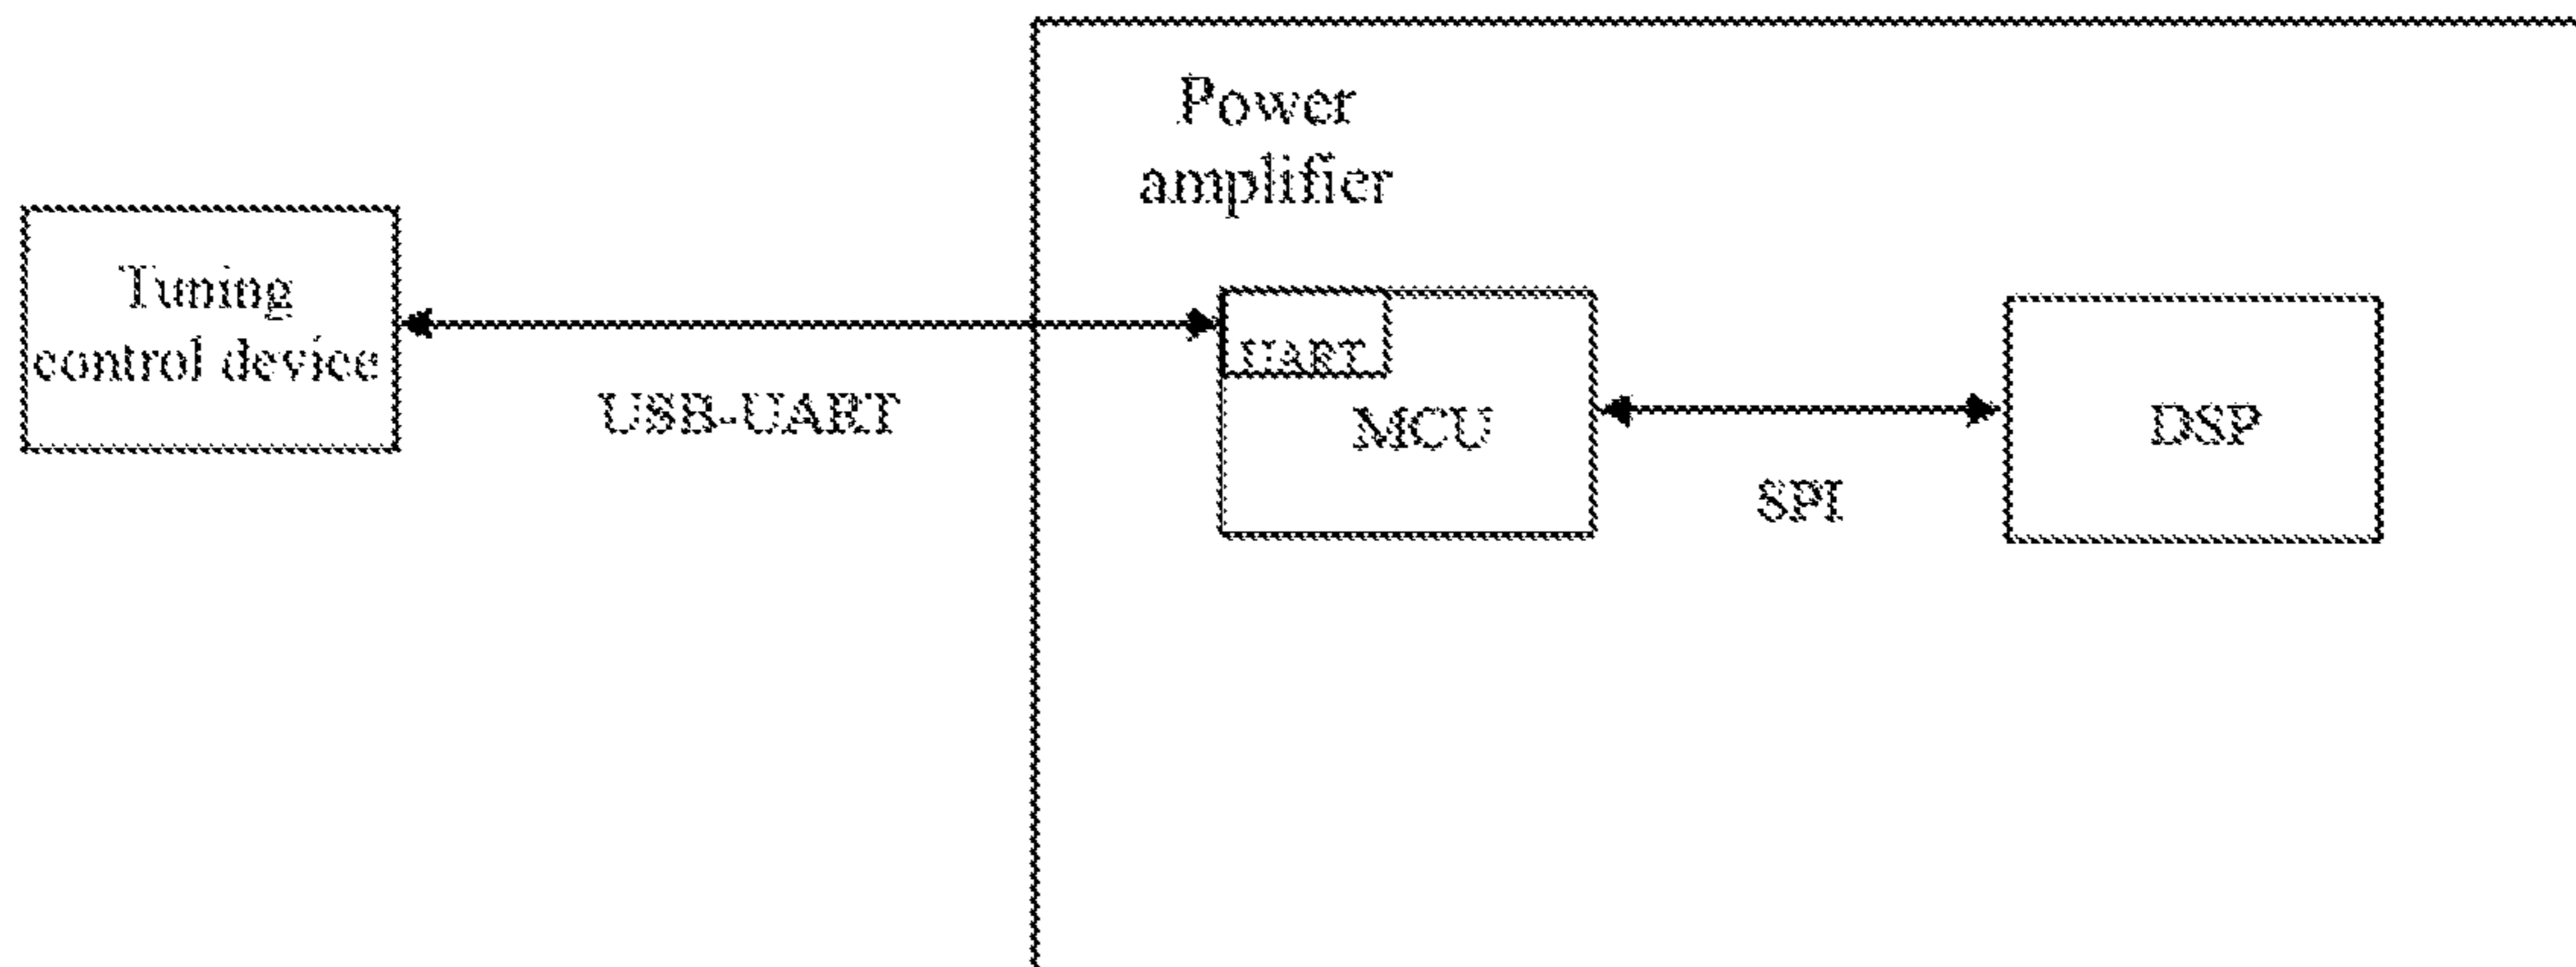 Power
amplifier
Tuning
control device
UART
USB-UART
MCU
DSP
SPI